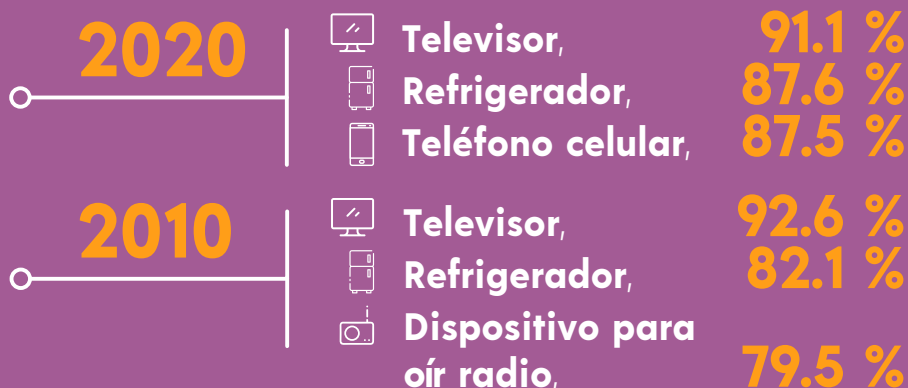 2020
Televisor, 91.1 %
Refrigerador, 87.6 %
Teléfono celular, 87.5 %
2010
Televisor, 92.6 %
Refrigerador, 82.1 %
Dispositivo para
oír radio, 79.5 %